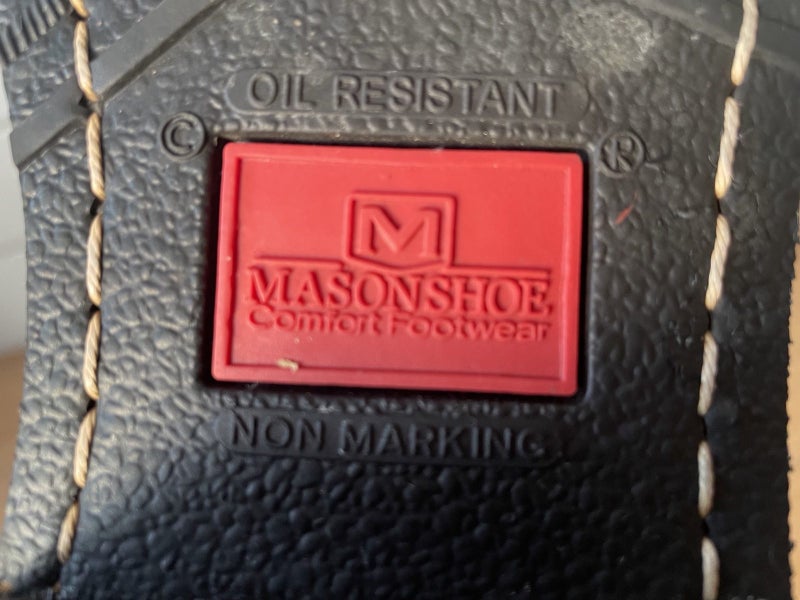 OIL RESISTANT
© ®
M
MASONSHOE
Comfort Footwear
NON MARKING